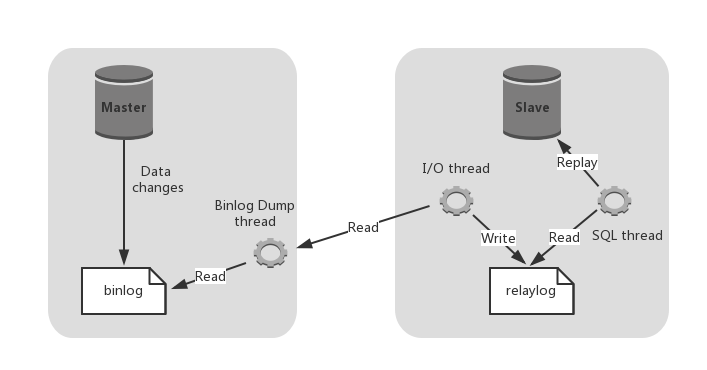 Master
Data
changes
Binlog Dump
thread
Read
binlog
Read
Slave
Replay
I/O thread
Write
Read
SQL thread
relaylog